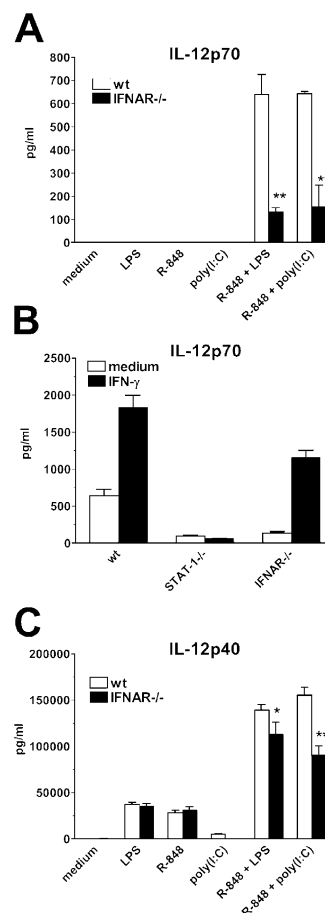 A
IL-12p70
wt
IFNAR-/-
pg/ml
800
700
600
500
400
300
200
100
0
**
*
medium
LPS
R-848
poly(I:C)
R-848 + LPS
R-848 + poly(I:C)
B
IL-12p70
medium
IFN-γ
pg/ml
2500
2000
1500
1000
500
0
wt
STAT-1-/-
IFNAR-/-
C
IL-12p40
wt
IFNAR-/-
pg/ml
200000
150000
100000
50000
0
*
**
medium
LPS
R-848
poly(I:C)
R-848 + LPS
R-848 + poly(I:C)